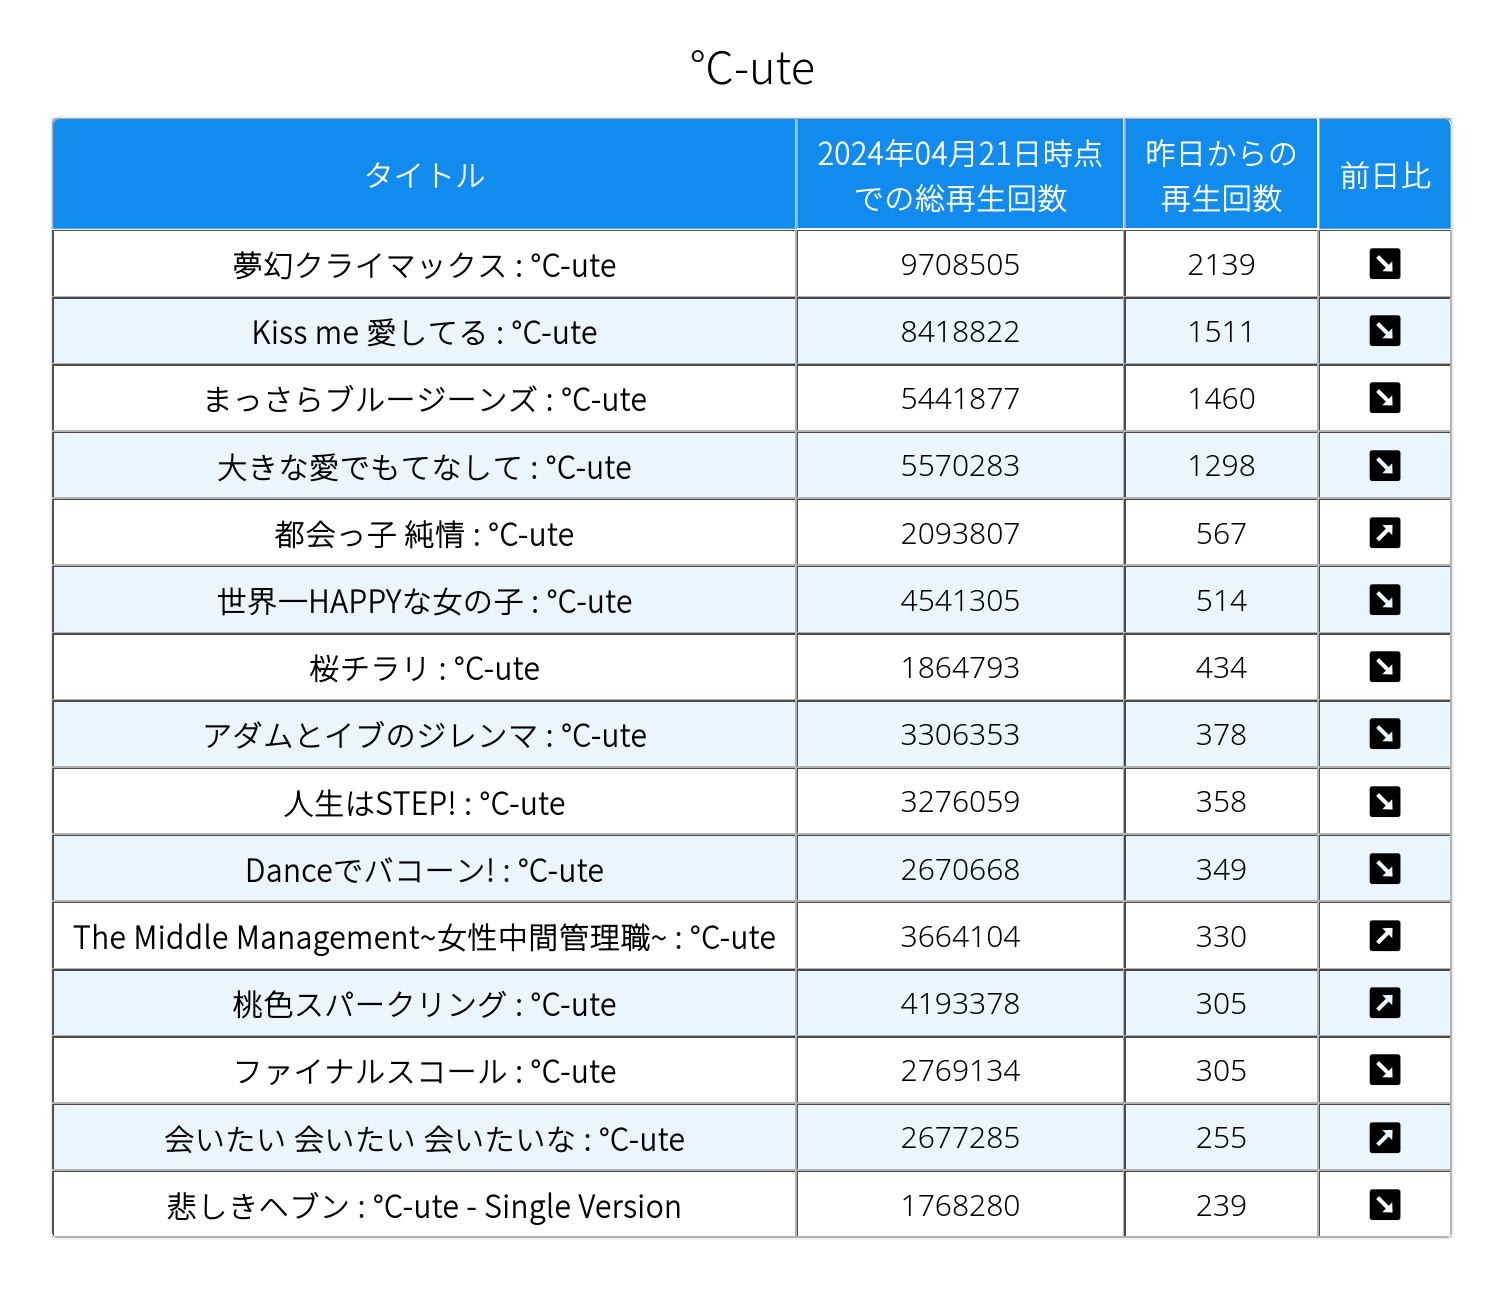 ℃-ute
タイトル 2024年04月21日時点 昨日からの 前日比
での総再生回数 再生回数
夢幻クライマックス : ℃-ute 9708505 2139 ↘
Kiss me 愛してる : ℃-ute 8418822 1511 ↘
まっさらブルージーンズ : ℃-ute 5441877 1460 ↘
大きな愛でもてなして : ℃-ute 5570283 1298 ↘
都会っ子 純情 : ℃-ute 2093807 567 ↗
世界一HAPPYな女の子 : ℃-ute 4541305 514 ↘
桜チラリ : ℃-ute 1864793 434 ↘
アダムとイブのジレンマ : ℃-ute 3306353 378 ↘
人生はSTEP! : ℃-ute 3276059 358 ↘
Danceでバコーン! : ℃-ute 2670668 349 ↘
The Middle Management~女性中間管理職~ : ℃-ute 3664104 330 ↗
桃色スパークリング : ℃-ute 4193378 305 ↗
ファイナルスコール : ℃-ute 2769134 305 ↘
会いたい 会いたい 会いたいな : ℃-ute 2677285 255 ↗
悲しきヘブン : ℃-ute - Single Version 1768280 239 ↘